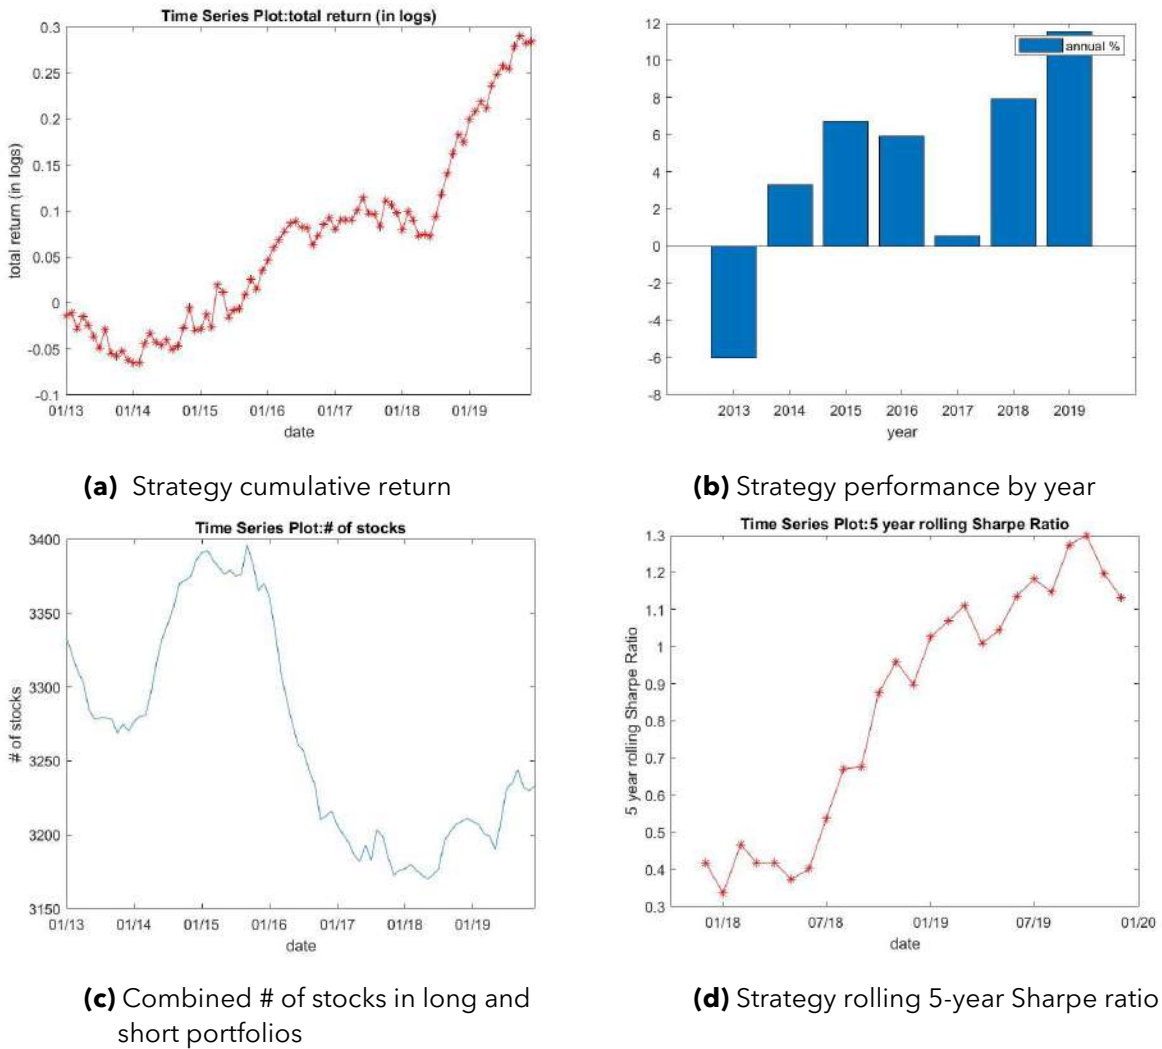 Time Series Plot:total return (in logs)
total return (in logs)
0.3
0.25
0.2
0.15
0.1
0.05
0
-0.05
-0.1
01/13 01/14 01/15 01/16 01/17 01/18 01/19
date
(a) Strategy cumulative return
annual %
12
10
8
6
4
2
0
-2
-4
-6
-8
2013 2014 2015 2016 2017 2018 2019
year
(b) Strategy performance by year
Time Series Plot:# of stocks
# of stocks
3400
3350
3300
3250
3200
3150
01/13 01/14 01/15 01/16 01/17 01/18 01/19
date
(c) Combined # of stocks in long and
short portfolios
Time Series Plot:5 year rolling Sharpe Ratio
5 year rolling Sharpe Ratio
1.3
1.2
1.1
1
0.9
0.8
0.7
0.6
0.5
0.4
0.3
01/18 07/18 01/19 07/19 01/20
date
(d) Strategy rolling 5-year Sharpe ratio